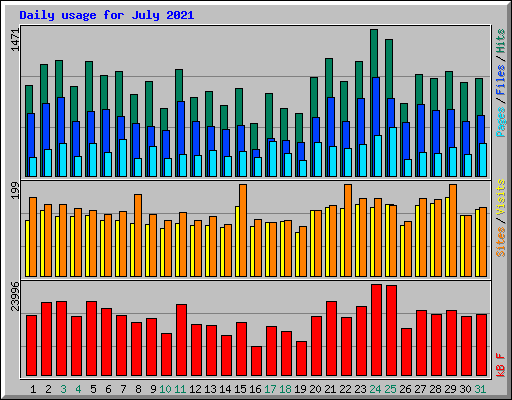 Daily usage for July 2021
1471
Pages / Files / Hits
199
Sites / Visits
23996
kB F
1 2 3 4 5 6 7 8 9 10 11 12 13 14 15 16 17 18 19 20 21 22 23 24 25 26 27 28 29 30 31